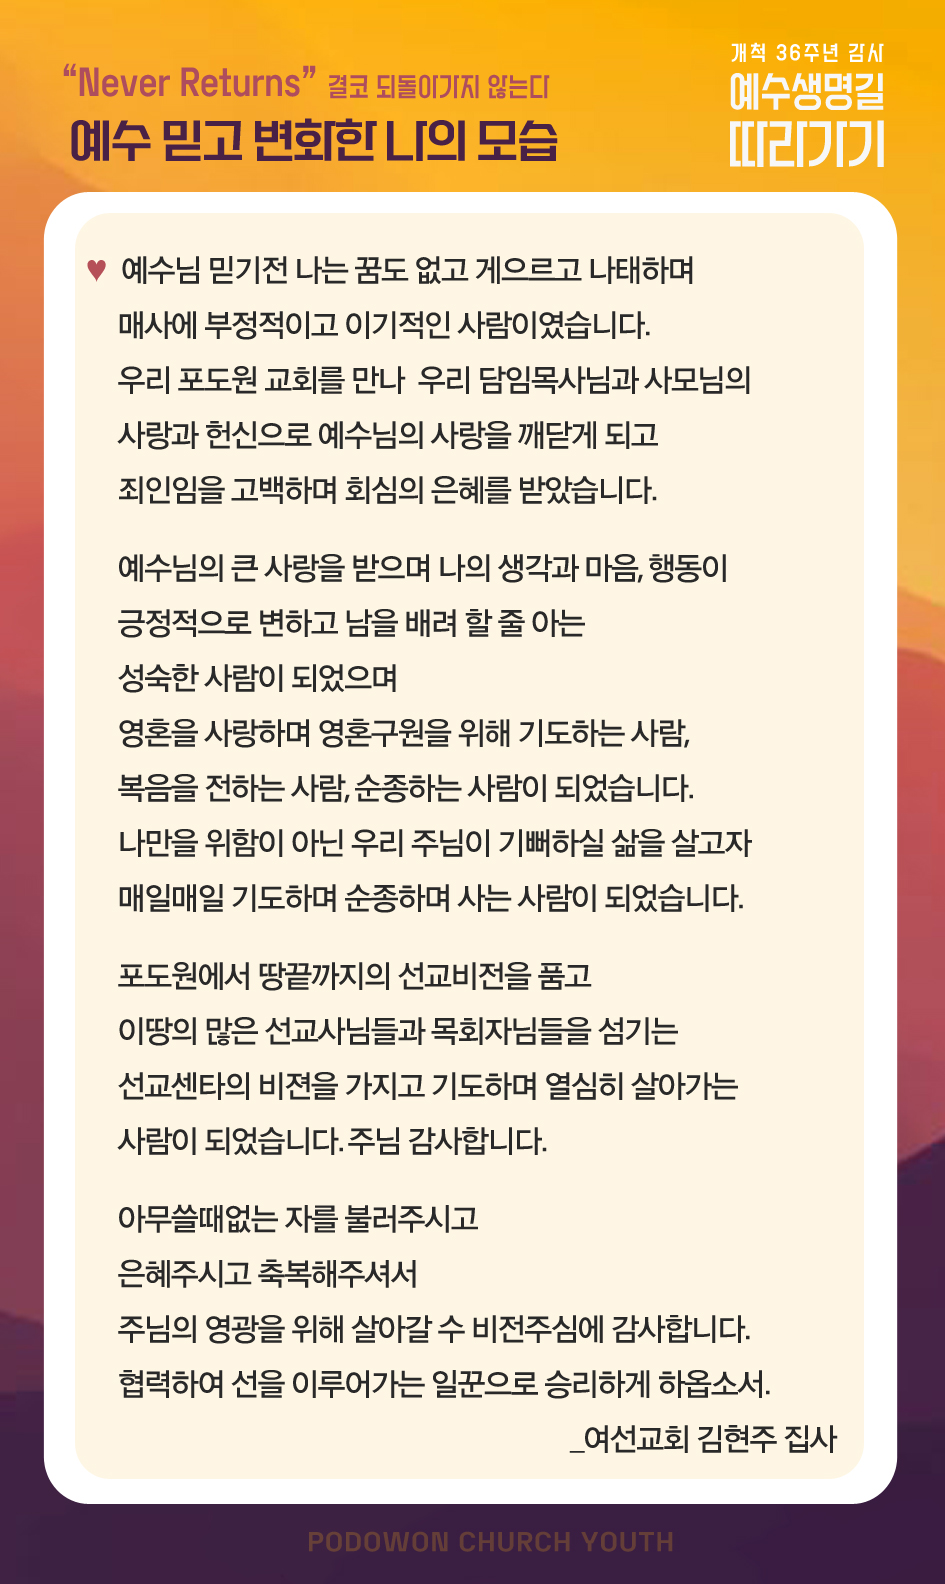 “Never Returns” 결코 되돌아가지 않는다
예수 믿고 변화한 나의 모습
개척 36주년 감사
예수생명길
따라가기
♥ 예수님 믿기전 나는 꿈도 없고 게으르고 나태하며
매사에 부정적이고 이기적인 사람이였습니다.
우리 포도원 교회를 만나 우리 담임목사님과 사모님의
사랑과 헌신으로 예수님의 사랑을 깨닫게 되고
죄인임을 고백하며 회심의 은혜를 받았습니다.
예수님의 큰 사랑을 받으며 나의 생각과 마음, 행동이
긍정적으로 변하고 남을 배려 할 줄 아는
성숙한 사람이 되었으며
영혼을 사랑하며 영혼구원을 위해 기도하는 사람,
복음을 전하는 사람, 순종하는 사람이 되었습니다.
나만을 위함이 아닌 우리 주님이 기뻐하실 삶을 살고자
매일매일 기도하며 순종하며 사는 사람이 되었습니다.
포도원에서 땅끝까지의 선교비전을 품고
이땅의 많은 선교사님들과 목회자님들을 섬기는
선교센타의 비젼을 가지고 기도하며 열심히 살아가는
사람이 되었습니다. 주님 감사합니다.
아무쓸때없는 자를 불러주시고
은혜주시고 축복해주셔서
주님의 영광을 위해 살아갈 수 비전주심에 감사합니다.
협력하여 선을 이루어가는 일꾼으로 승리하게 하옵소서.
_여선교회 김현주 집사
PODOWON CHURCH YOUTH